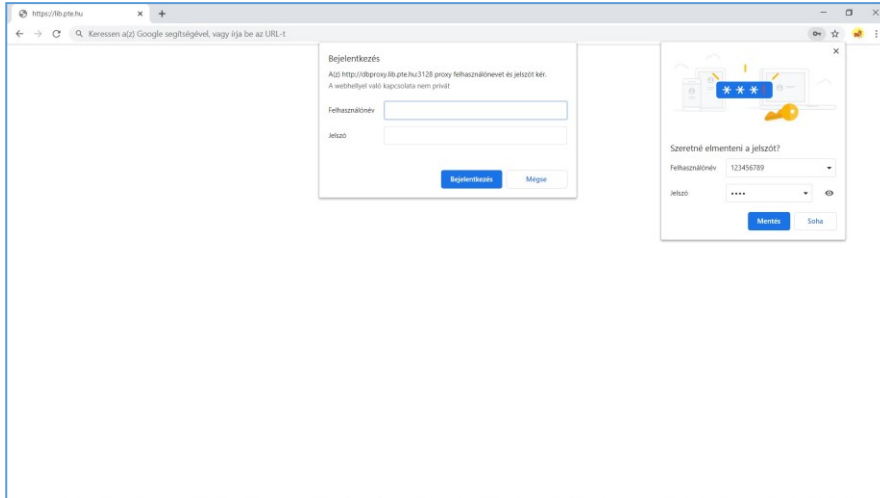 https://lib.pte.hu
Keressen a(z) Google segítségével, vagy írja be az URL-t
Bejelentkezés
A(z) http://dbproxy.lib.pte.hu:3128 proxy felhasználónevet és jelszót kér.
A webhellyel való kapcsolata nem privát
Felhasználónév
Jelszó
Bejelentkezés Mégse
***
Szeretné elmenteni a jelszót?
Felhasználónév 123456789
Jelszó ••••
Mentés Soha